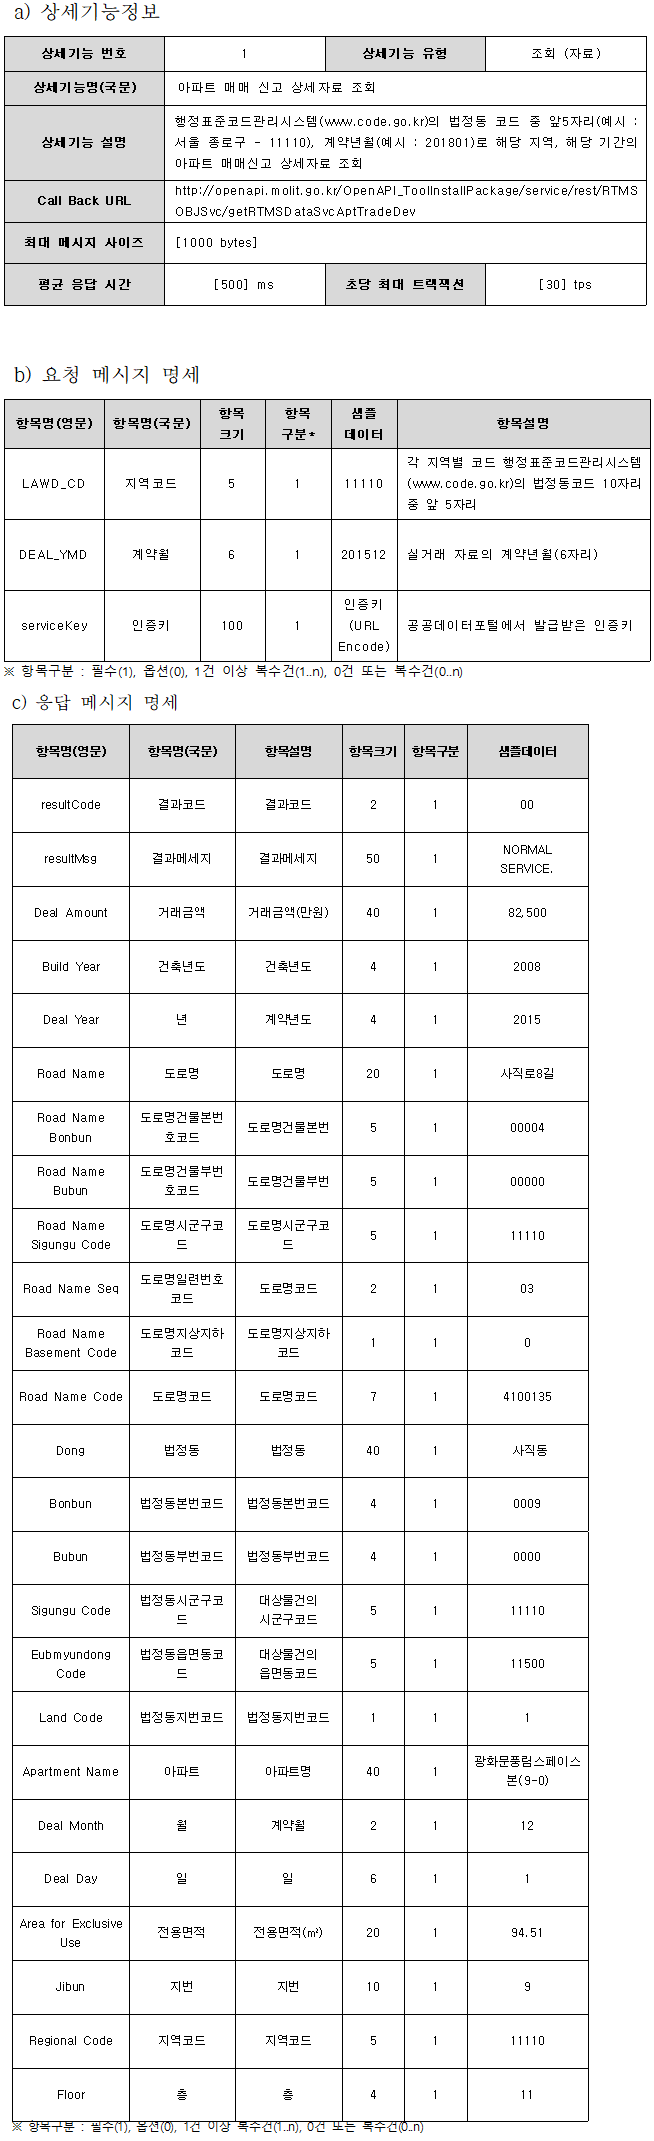 a) 상세기능정보
상세기능 번호 1 상세기능 유형 조회 (자료)
상세기능명(국문) 아파트 매매 신고 상세자료 조회
상세기능 설명
행정표준코드관리시스템(www.code.go.kr)의 법정동 코드 중 앞5자리(예시 :
서울 종로구 - 11110), 계약년월(예시 : 201801)로 해당 지역, 해당 기간의
아파트 매매신고 상세자료 조회
Call Back URL
http://openapi.molit.go.kr/OpenAPI_ToolInstallPackage/service/rest/RTMS
OBJSvc/getRTMSDataSvcAptTradeDev
최대 메시지 사이즈 [1000 bytes]
평균 응답 시간 [500] ms 초당 최대 트랙잭션 [30] tps
b) 요청 메시지 명세
항목명(영문) 항목명(국문) 항목
크기 항목
구분* 샘플
데이터 항목설명
LAWD_CD 지역코드 5 1 11110
각 지역별 코드 행정표준코드관리시스템
(www.code.go.kr)의 법정동코드 10자리
중 앞 5자리
DEAL_YMD 계약월 6 1 201512 실거래 자료의 계약년월(6자리)
serviceKey 인증키 100 1 인증키
(URL
Encode)
공공데이터포털에서 발급받은 인증키
※ 항목구분 : 필수(1), 옵션(0), 1건 이상 복수건(1..n), 0건 또는 복수건(0..n)
c) 응답 메시지 명세
항목명(영문) 항목명(국문) 항목설명 항목크기 항목구분 샘플데이터
resultCode 결과코드 결과코드 2 1 00
resultMsg 결과메세지 결과메세지 50 1 NORMAL
SERVICE.
Deal Amount 거래금액 거래금액(만원) 40 1 82,500
Build Year 건축년도 건축년도 4 1 2008
Deal Year 년 계약년도 4 1 2015
Road Name 도로명 도로명 20 1 사직로8길
Road Name
Bonbun 도로명건물본번
호코드 도로명건물본번 5 1 00004
Road Name
Bubun 도로명건물부번
호코드 도로명건물부번 5 1 00000
Road Name
Sigungu Code 도로명시군구코
드 도로명시군구코
드 5 1 11110
Road Name Seq 도로명일련번호
코드 도로명코드 2 1 03
Road Name
Basement Code 도로명지상지하
코드 도로명지상지하
코드 1 1 0
Road Name Code 도로명코드 도로명코드 7 1 4100135
Dong 법정동 법정동 40 1 사직동
Bonbun 법정동본번코드 법정동본번코드 4 1 0009
Bubun 법정동부번코드 법정동부번코드 4 1 0000
Sigungu Code 법정동시군구코
드 대상물건의
시군구코드 5 1 11110
Eubmyundong
Code 법정동읍면동코
드 대상물건의
읍면동코드 5 1 11500
Land Code 법정동지번코드 법정동지번코드 1 1 1
Apartment Name 아파트 아파트명 40 1 광화문풍림스페이스
본(9-0)
Deal Month 월 계약월 2 1 12
Deal Day 일 일 6 1 1
Area for Exclusive
Use 전용면적 전용면적(㎡) 20 1 94.51
Jibun 지번 지번 10 1 9
Regional Code 지역코드 지역코드 5 1 11110
Floor 층 층 4 1 11
※ 항목구분 : 필수(1), 옵션(0), 1건 이상 복수건(1..n), 0건 또는 복수건(0..n)